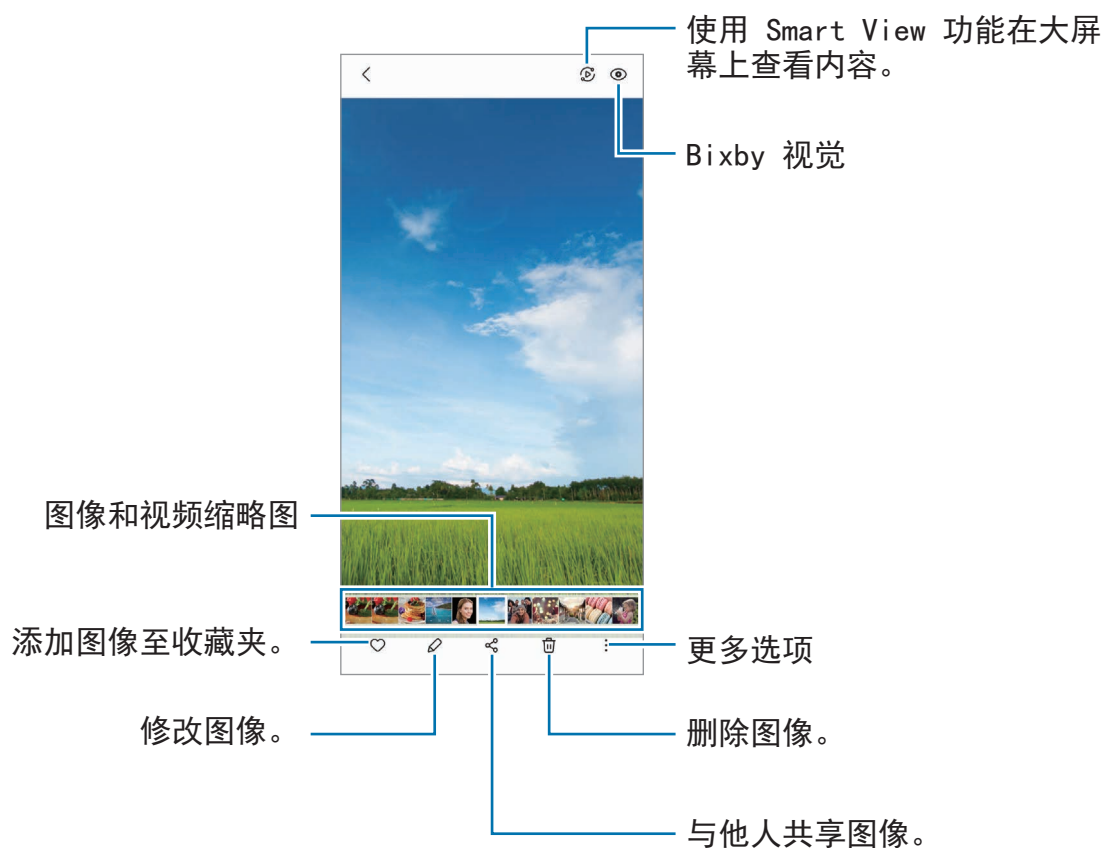 使用 Smart View 功能在大屏
幕上查看内容。
Bixby 视觉
图像和视频缩略图
添加图像至收藏夹。
更多选项
修改图像。
删除图像。
与他人共享图像。